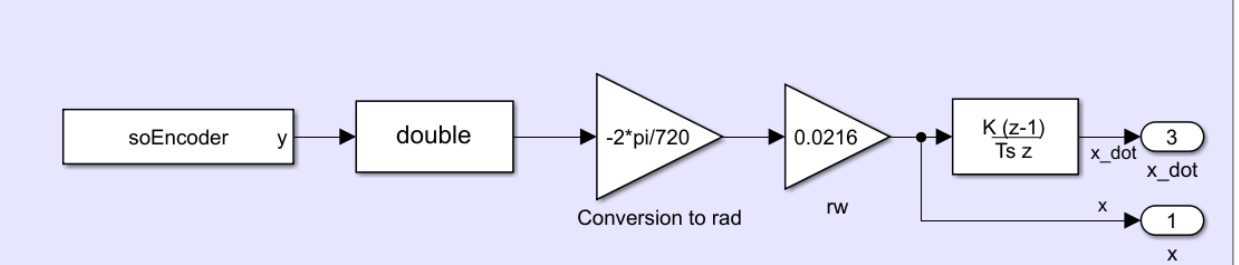 soEncoder
y
double
-2*pi/720
Conversion to rad
0.0216
rw
K (z-1)
Ts z
x_dot
3
x_dot
x
1
x